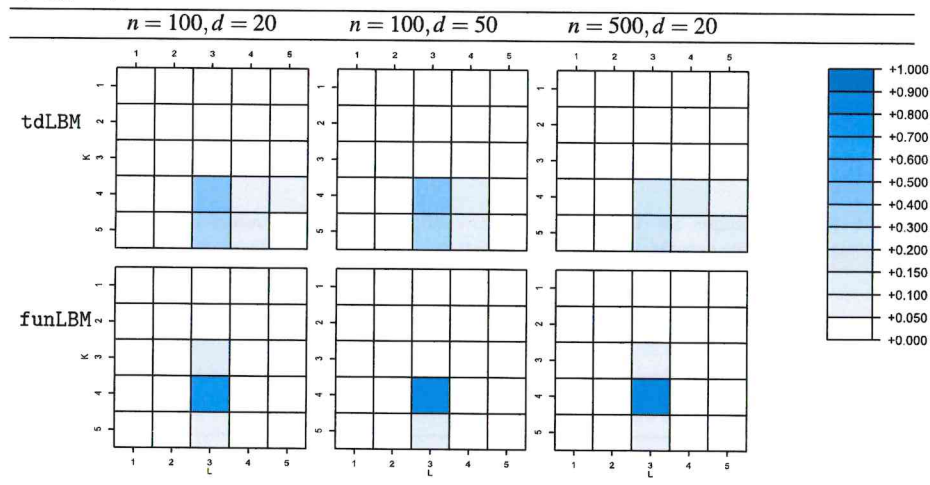 n = 100, d = 20 n = 100, d = 50 n = 500, d = 20
1 2 3 4 5 1 2 3 4 5 1 2 3 4 5
tdLBM
K
1 2 3 4 5
1 2 3 4 5
1 2 3 4 5
+1.000
+0.900
+0.800
+0.700
+0.600
+0.500
+0.400
+0.300
+0.200
+0.150
+0.100
+0.050
+0.000
funLBM
K
1 2 3 4 5
1 2 3 4 5
1 2 3 4 5
1 2 3 4 5 1 2 3 4 5 1 2 3 4 5
L L L